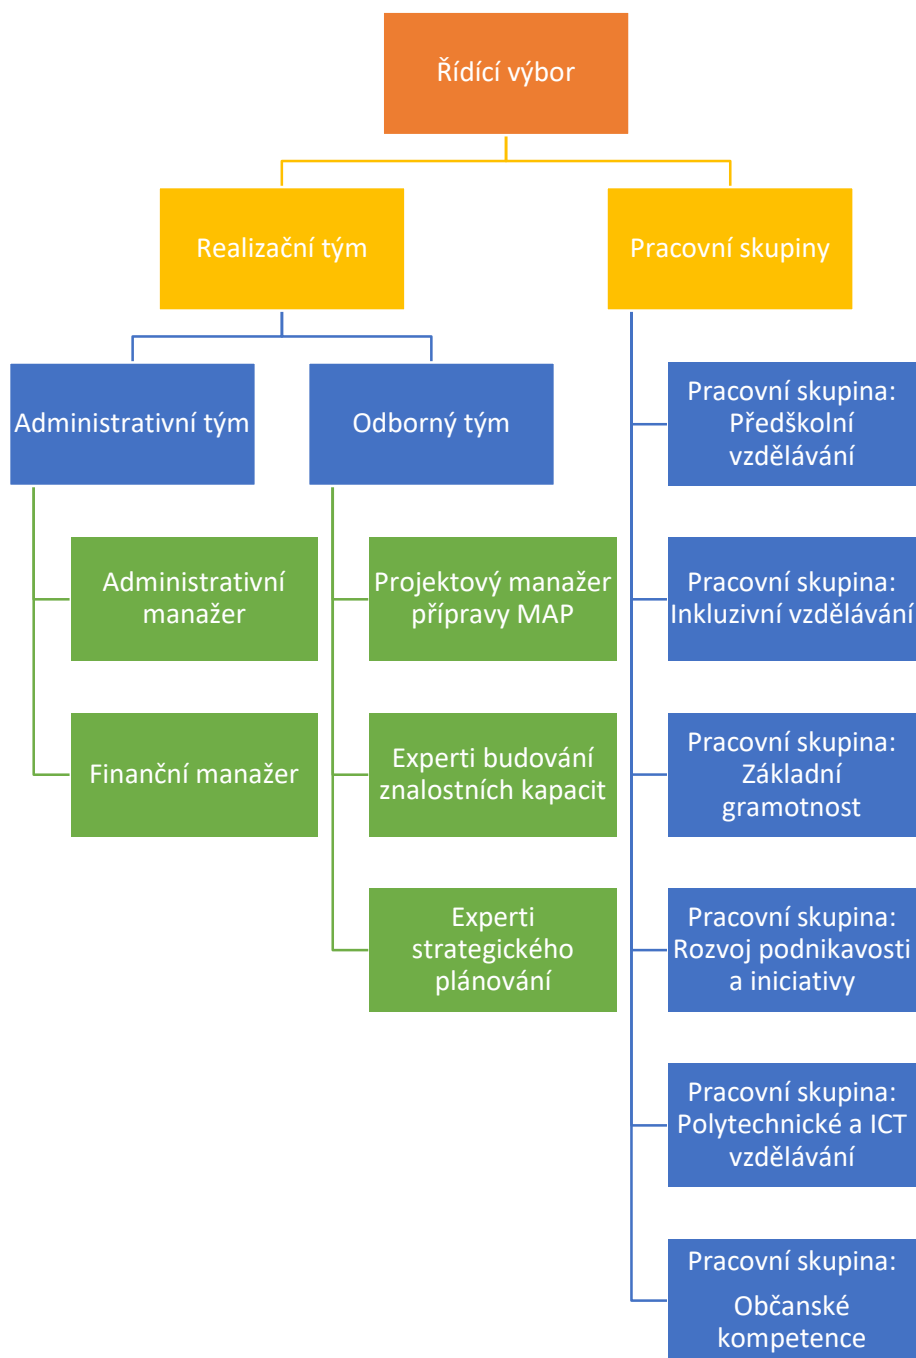 Řídící výbor
Realizační tým
Pracovní skupiny
Administrativní tým
Odborný tým
Administrativní
manažer
Finanční manažer
Projektový manažer
přípravy MAP
Experti budování
znalostních kapacit
Experti
strategického
plánování
Pracovní skupina:
Předškolní
vzdělávání
Pracovní skupina:
Inkluzivní vzdělávání
Pracovní skupina:
Základní
gramotnost
Pracovní skupina:
Rozvoj podnikavosti
a iniciativy
Pracovní skupina:
Polytechnické a ICT
vzdělávání
Pracovní skupina:
Občanské
kompetence